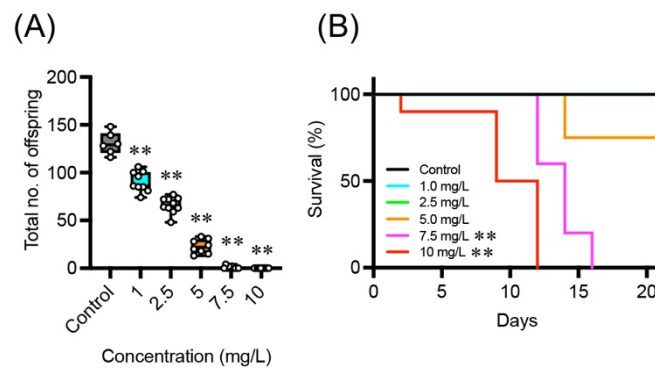 (A)
Total no. of offspring
200
150
100
50
0
**
**
**
**
**
Control
1
2.5
5
7.5
10
Concentration (mg/L)
(B)
Survival (%)
100
50
0
Control
1.0 mg/L
2.5 mg/L
5.0 mg/L
7.5 mg/L **
10 mg/L **
0
5
10
15
20
Days